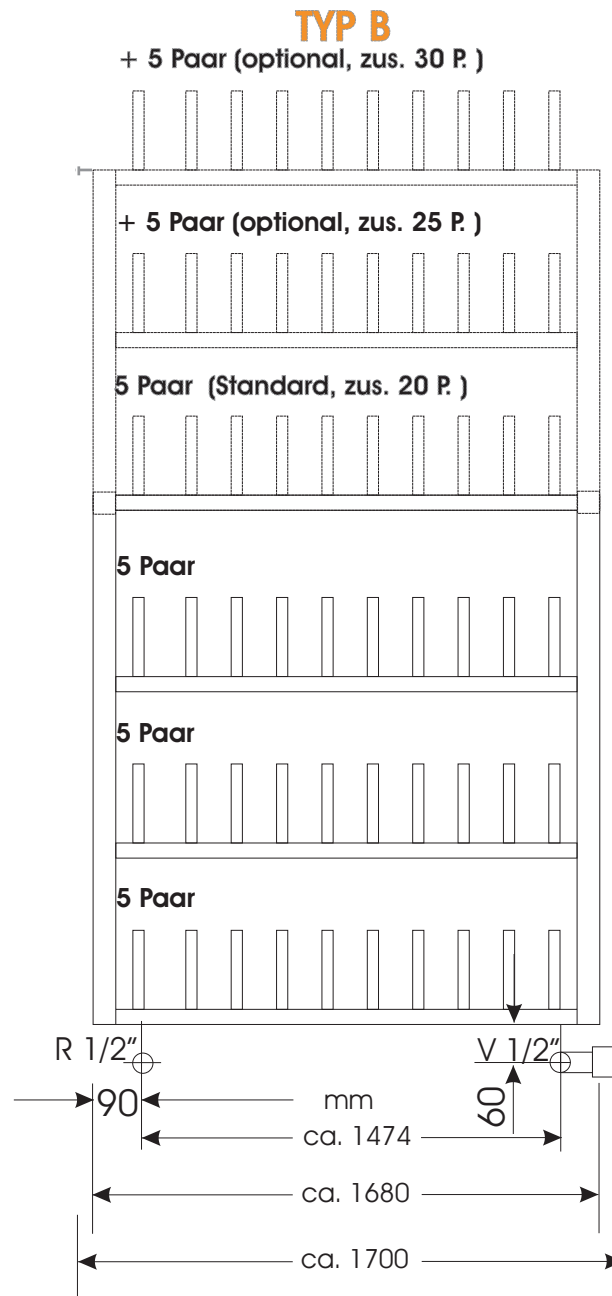 TYP B
+ 5 Paar (optional, zus. 30 P. )
+ 5 Paar (optional, zus. 25 P. )
5 Paar (Standard, zus. 20 P. )
5 Paar
5 Paar
5 Paar
R 1/2“ V 1/2“
90 mm 60
ca. 1474
ca. 1680
ca. 1700